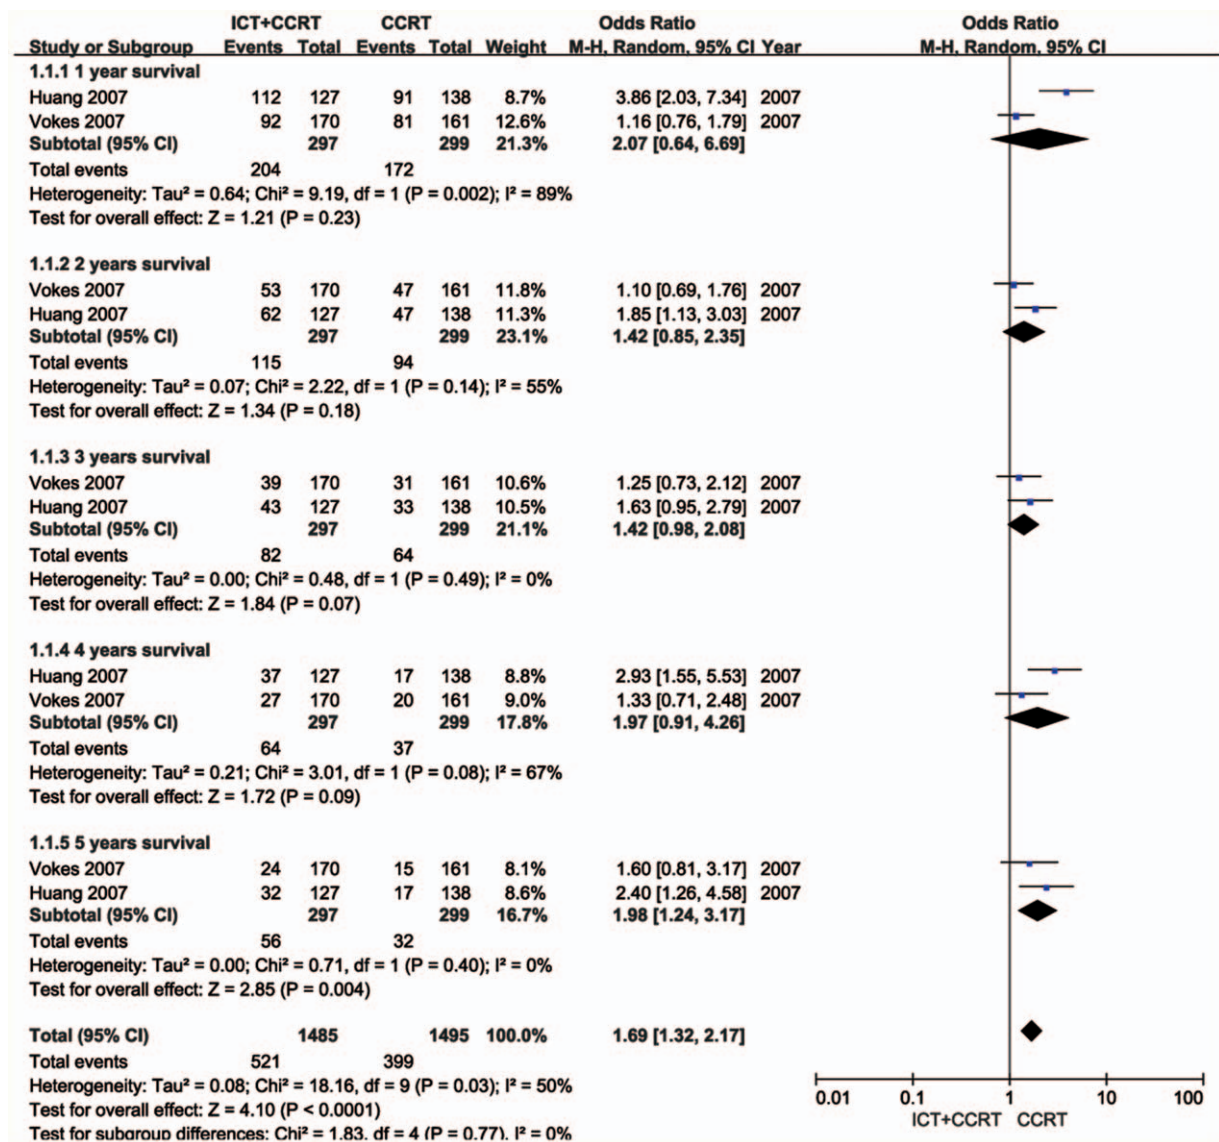 ICT+CCRT CCRT Odds Ratio Odds Ratio
Study or Subgroup Events Total Events Total Weight M-H, Random, 95% CI Year M-H, Random, 95% CI
1.1.1 1 year survival
Huang 2007 112 127 91 138 8.7% 3.86 [2.03, 7.34] 2007
Vokes 2007 92 170 81 161 12.6% 1.16 [0.76, 1.79] 2007
Subtotal (95% CI) 297 299 21.3% 2.07 [0.64, 6.69]
Total events 204 172
Heterogeneity: Tau² = 0.64; Chi² = 9.19, df = 1 (P = 0.002); I² = 89%
Test for overall effect: Z = 1.21 (P = 0.23)
1.1.2 2 years survival
Vokes 2007 53 170 47 161 11.8% 1.10 [0.69, 1.76] 2007
Huang 2007 62 127 47 138 11.3% 1.85 [1.13, 3.03] 2007
Subtotal (95% CI) 297 299 23.1% 1.42 [0.85, 2.35]
Total events 115 94
Heterogeneity: Tau² = 0.07; Chi² = 2.22, df = 1 (P = 0.14); I² = 55%
Test for overall effect: Z = 1.34 (P = 0.18)
1.1.3 3 years survival
Vokes 2007 39 170 31 161 10.6% 1.25 [0.73, 2.12] 2007
Huang 2007 43 127 33 138 10.5% 1.63 [0.95, 2.79] 2007
Subtotal (95% CI) 297 299 21.1% 1.42 [0.98, 2.08]
Total events 82 64
Heterogeneity: Tau² = 0.00; Chi² = 0.48, df = 1 (P = 0.49); I² = 0%
Test for overall effect: Z = 1.84 (P = 0.07)
1.1.4 4 years survival
Huang 2007 37 127 17 138 8.8% 2.93 [1.55, 5.53] 2007
Vokes 2007 27 170 20 161 9.0% 1.33 [0.71, 2.48] 2007
Subtotal (95% CI) 297 299 17.8% 1.97 [0.91, 4.26]
Total events 64 37
Heterogeneity: Tau² = 0.21; Chi² = 3.01, df = 1 (P = 0.08); I² = 67%
Test for overall effect: Z = 1.72 (P = 0.09)
1.1.5 5 years survival
Vokes 2007 24 170 15 161 8.1% 1.60 [0.81, 3.17] 2007
Huang 2007 32 127 17 138 8.6% 2.40 [1.26, 4.58] 2007
Subtotal (95% CI) 297 299 16.7% 1.98 [1.24, 3.17]
Total events 56 32
Heterogeneity: Tau² = 0.00; Chi² = 0.71, df = 1 (P = 0.40); I² = 0%
Test for overall effect: Z = 2.85 (P = 0.004)
Total (95% CI) 1485 1495 100.0% 1.69 [1.32, 2.17]
Total events 521 399
Heterogeneity: Tau² = 0.08; Chi² = 18.16, df = 9 (P = 0.03); I² = 50%
Test for overall effect: Z = 4.10 (P < 0.0001)
Test for subgroup differences: Chi² = 1.83, df = 4 (P = 0.77), I² = 0%
0.01 0.1 1 10 100
ICT+CCRT CCRT